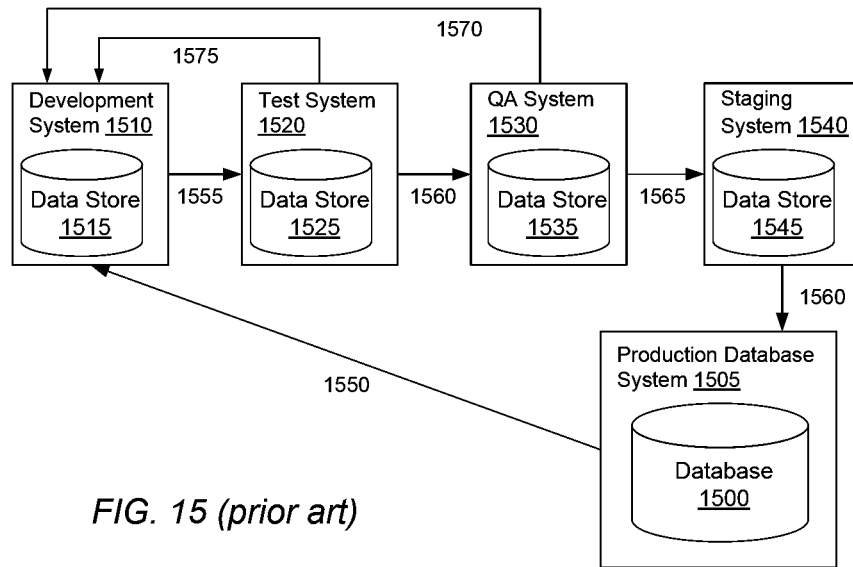 1570
1575
Development
System 1510
Data Store
1515
1555
Test System
1520
Data Store
1525
1560
QA System
1530
Data Store
1535
1565
Staging
System 1540
Data Store
1545
1560
Production Database
System 1505
Database
1500
1550
FIG. 15 (prior art)